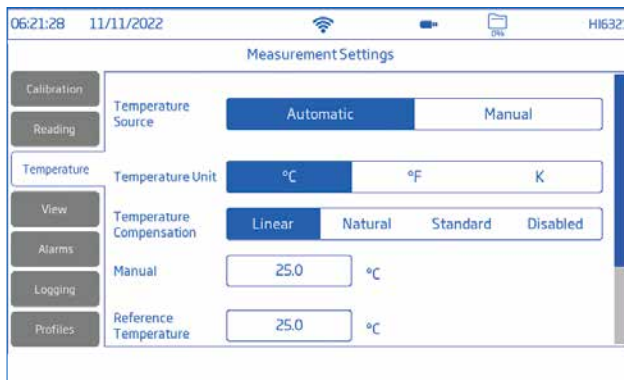 06:21:28 11/11/2022 0% HI632
Measurement Settings
Calibration
Reading
Temperature
View
Alarms
Logging
Profiles
Temperature Source Automatic Manual
Temperature Unit °C °F K
Temperature Compensation Linear Natural Standard Disabled
Manual 25.0 °C
Reference Temperature 25.0 °C